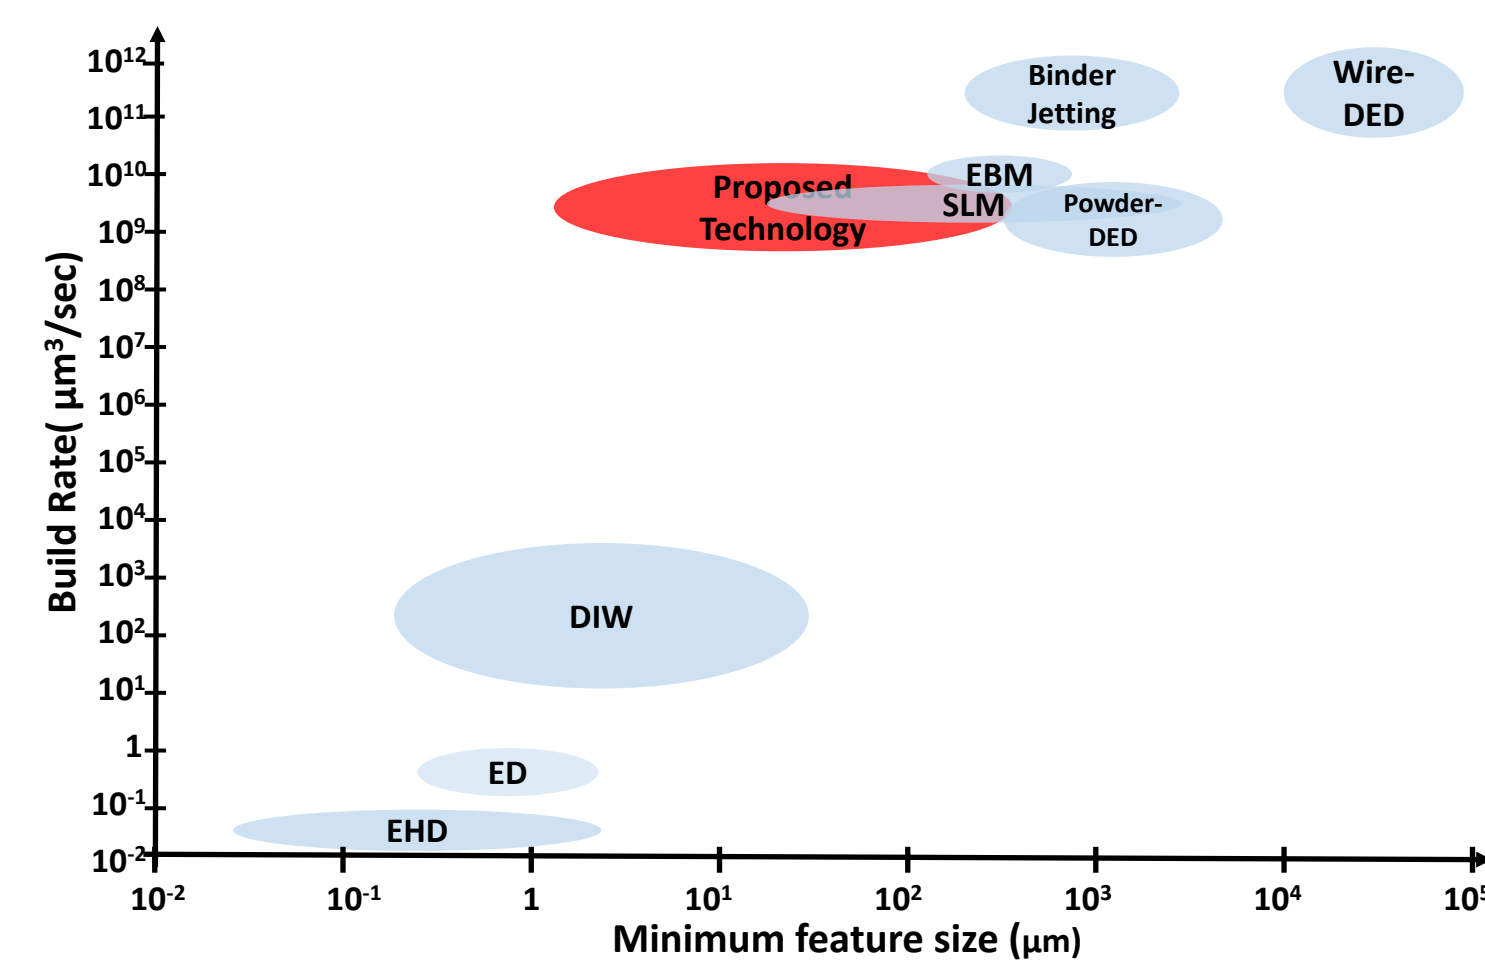 10¹²
10¹¹
10¹⁰
10⁹
10⁸
10⁷
10⁶
10⁵
10⁴
10³
10²
10¹
1
10⁻¹
10⁻²
Build Rate( µm³/sec)
Binder
Jetting
Wire-
DED
EBM
Proposed
Technology
SLM
Powder-
DED
DIW
ED
EHD
10⁻² 10⁻¹ 1 10¹ 10² 10³ 10⁴ 10⁵
Minimum feature size (µm)